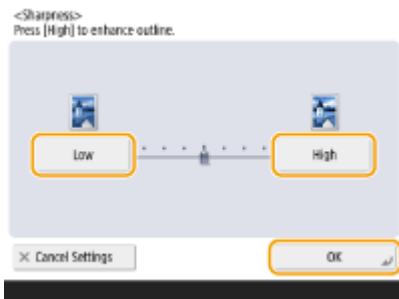 <Sharpness>
Press [High] to enhance outline.
Low
High
× Cancel Settings
OK